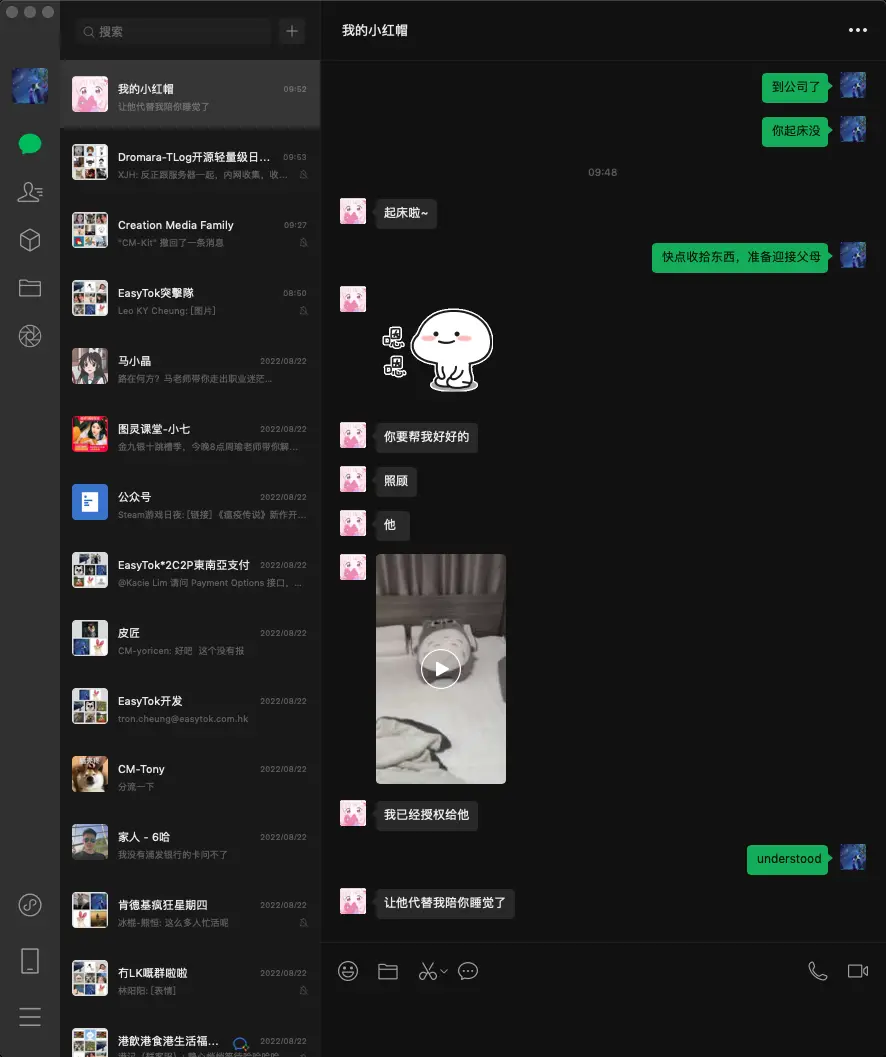 搜索
我的小红帽
09:52
让他代替我陪你睡觉了
Dromara-TLog开源轻量级日...
09:53
XJH: 反正跟服务器一起，内网收集，收...
Creation Media Family
09:27
"CM-Kit" 撤回了一条消息
EasyTok突擊隊
08:50
Leo KY Cheung: [图片]
马小晶
2022/08/22
路在何方？马老师带你走出职业迷茫...
图灵课堂-小七
2022/08/22
金九银十跳槽季，今晚8点周瑜老师带你解...
公众号
2022/08/22
Steam游戏日夜: [链接]《瘟疫传说》新作开...
EasyTok*2C2P東南亞支付
2022/08/22
@Kacie Lim 请问 Payment Options 接口、...
皮匠
2022/08/22
CM-yoricen: 好吧 这个没有报
EasyTok开发
2022/08/22
tron.cheung@easytok.com.hk
CM-Tony
2022/08/22
分流一下
家人 - 6哈
2022/08/22
我没有浦发银行的卡问不了
肯德基疯狂星期四
2022/08/22
这么多人忙活呢
冇LK嘅群啦啦
2022/08/22
林阳阳: [表情]
港飲港食港生活福...
2022/08/22
我的小红帽
到公司了
你起床没
09:48
起床啦~
快点收拾东西，准备迎接父母
你要帮我好好的
照顾
他
我已经授权给他
understood
让他代替我陪你睡觉了